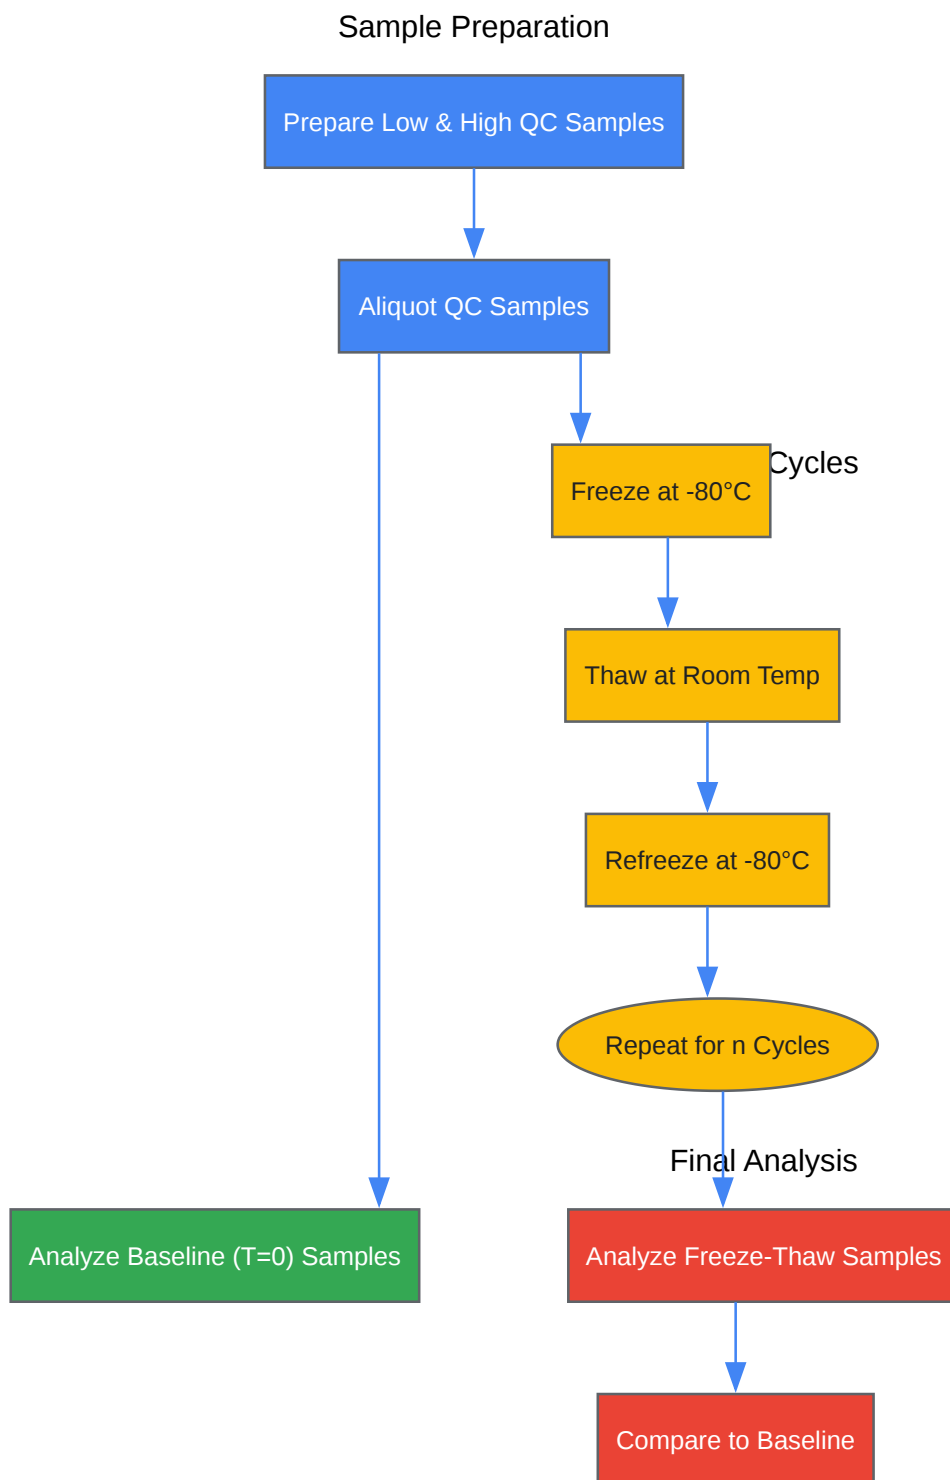 Sample Preparation
Prepare Low & High QC Samples
Aliquot QC Samples
Cycles
Freeze at -80°C
Thaw at Room Temp
Refreeze at -80°C
Repeat for n Cycles
Final Analysis
Analyze Baseline (T=0) Samples
Analyze Freeze-Thaw Samples
Compare to Baseline